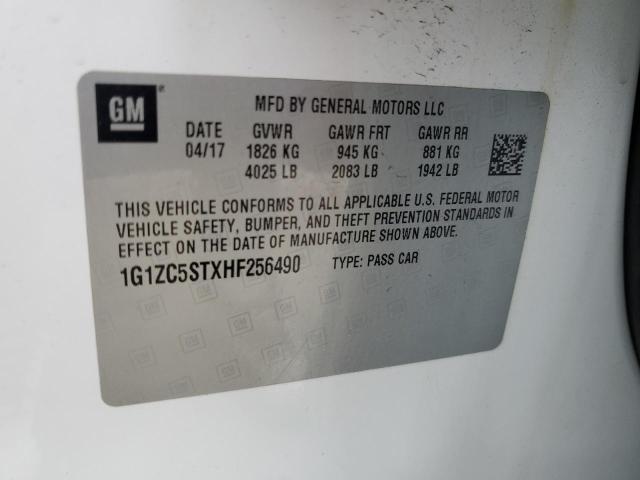 GM
MFD BY GENERAL MOTORS LLC
DATE GVWR GAWR FRT GAWR RR
04/17 1826 KG 945 KG 881 KG
4025 LB 2083 LB 1942 LB
THIS VEHICLE CONFORMS TO ALL APPLICABLE U.S. FEDERAL MOTOR
VEHICLE SAFETY, BUMPER, AND THEFT PREVENTION STANDARDS IN
EFFECT ON THE DATE OF MANUFACTURE SHOWN ABOVE.
1G1ZC5STXHF256490 TYPE: PASS CAR